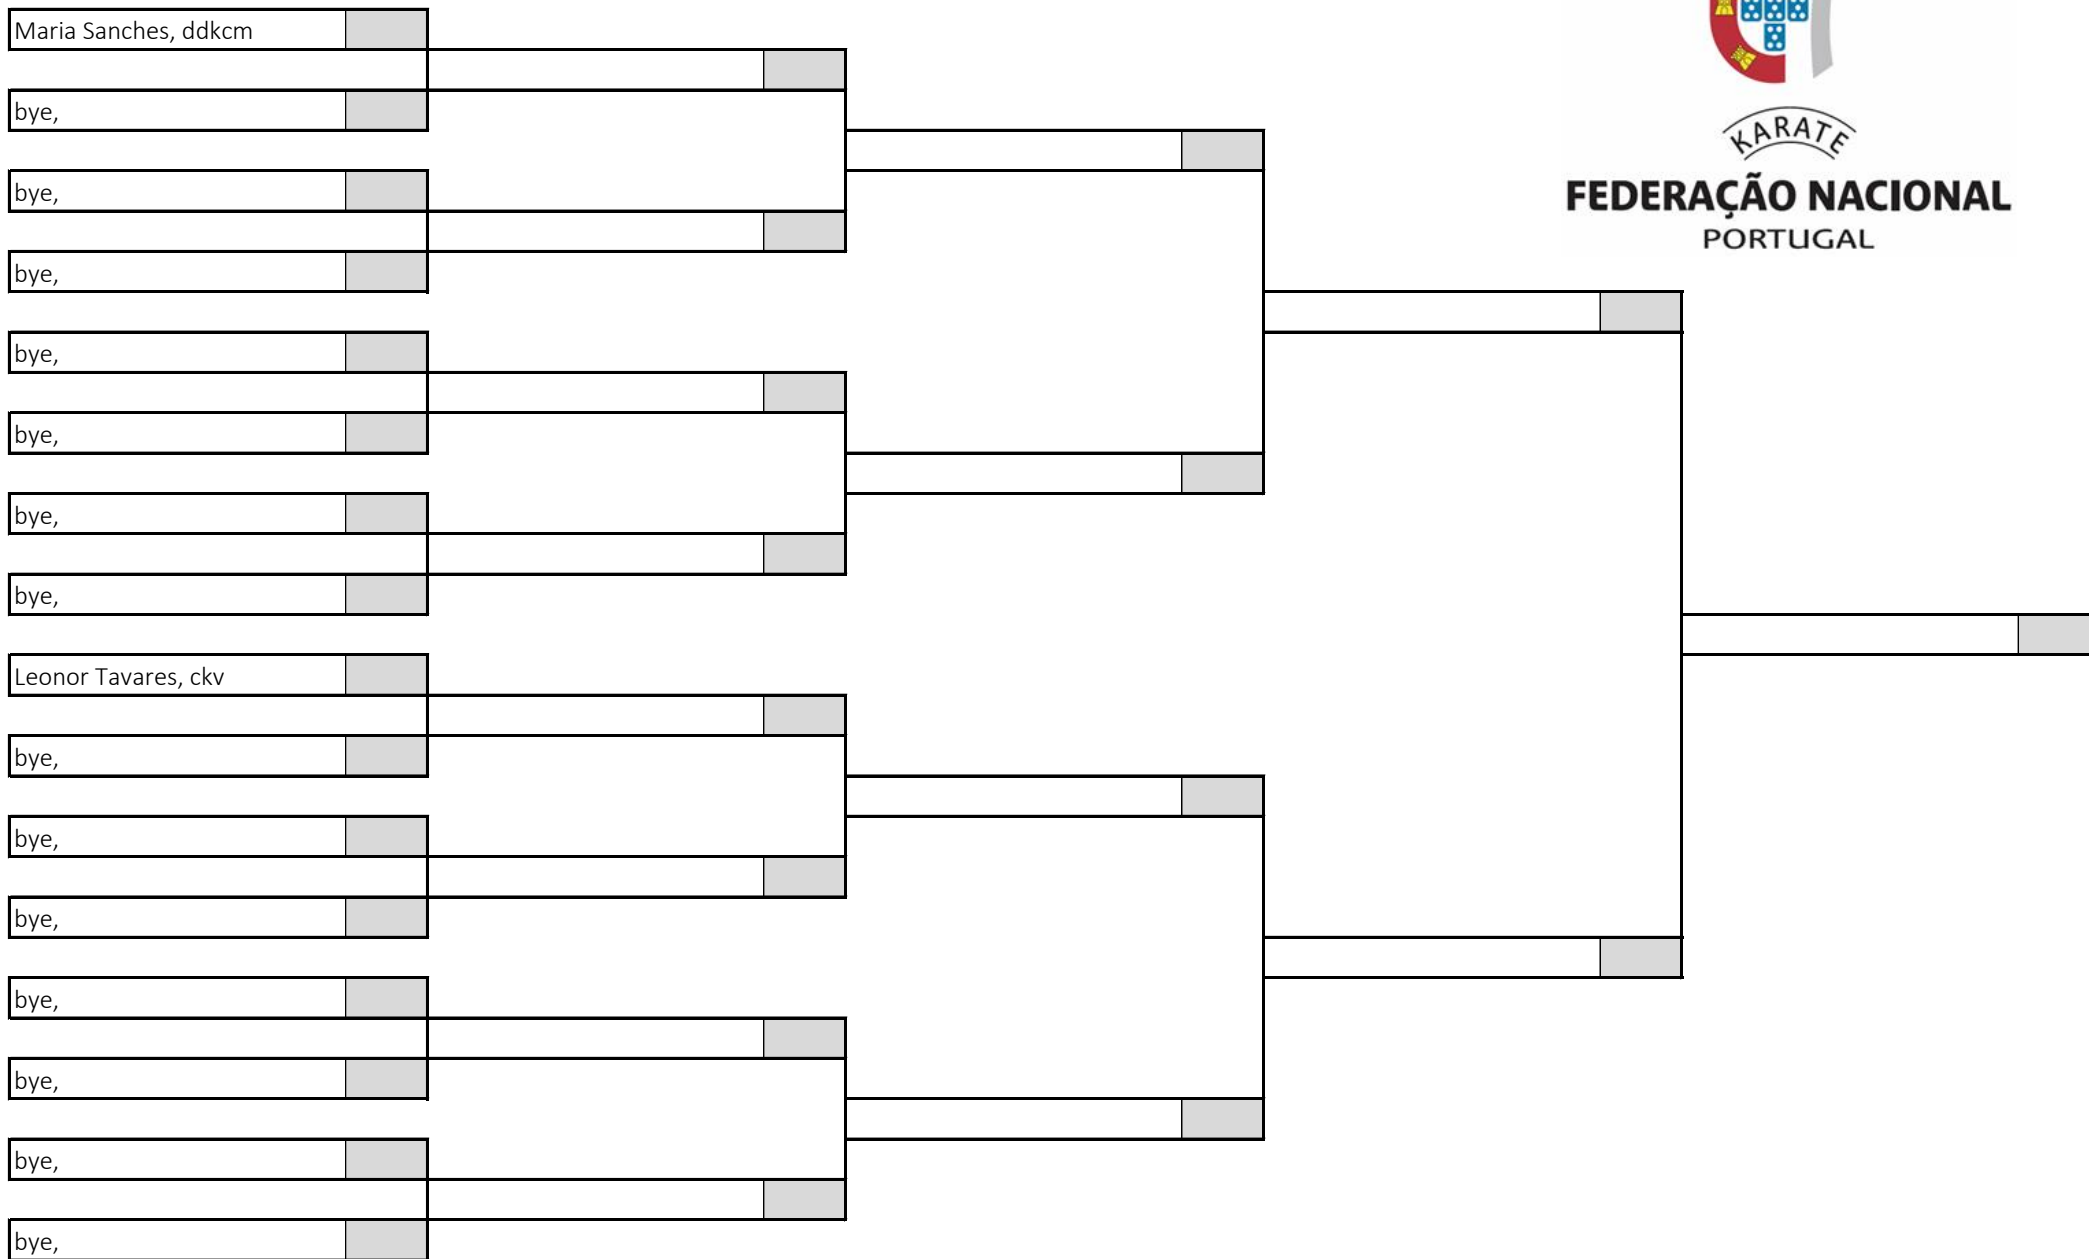 Maria Sanches, ddkcm
bye,
bye,
bye,
bye,
bye,
bye,
bye,
Leonor Tavares, ckv
bye,
bye,
bye,
bye,
bye,
bye,
bye,
KARATE
FEDERAÇÃO NACIONAL
PORTUGAL